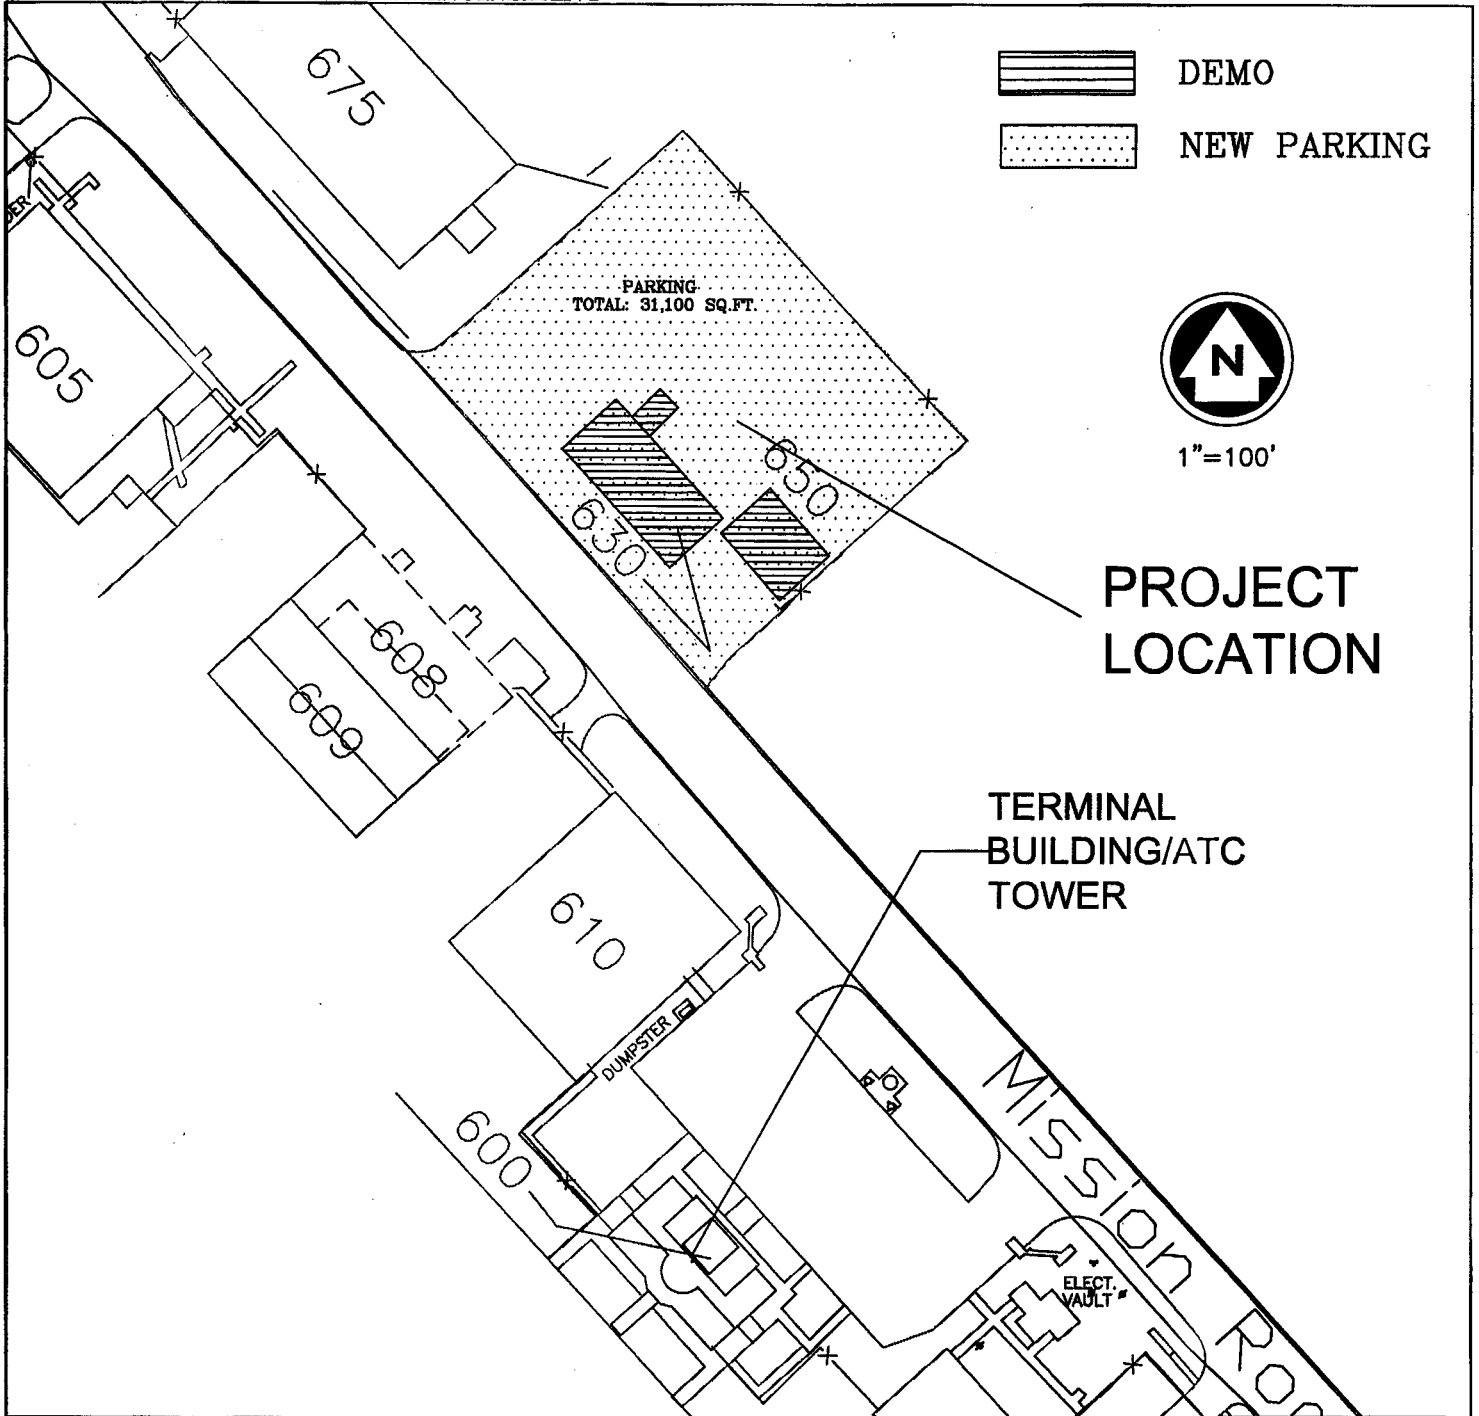 675
DEMO
NEW PARKING
PARKING
TOTAL: 31,100 SQ.FT.
N
1"=100'
605
650
630
PROJECT
LOCATION
608
609
TERMINAL
BUILDING/ATC
TOWER
610
DUMPSTER
600
Mission
ELECT.
VAULT